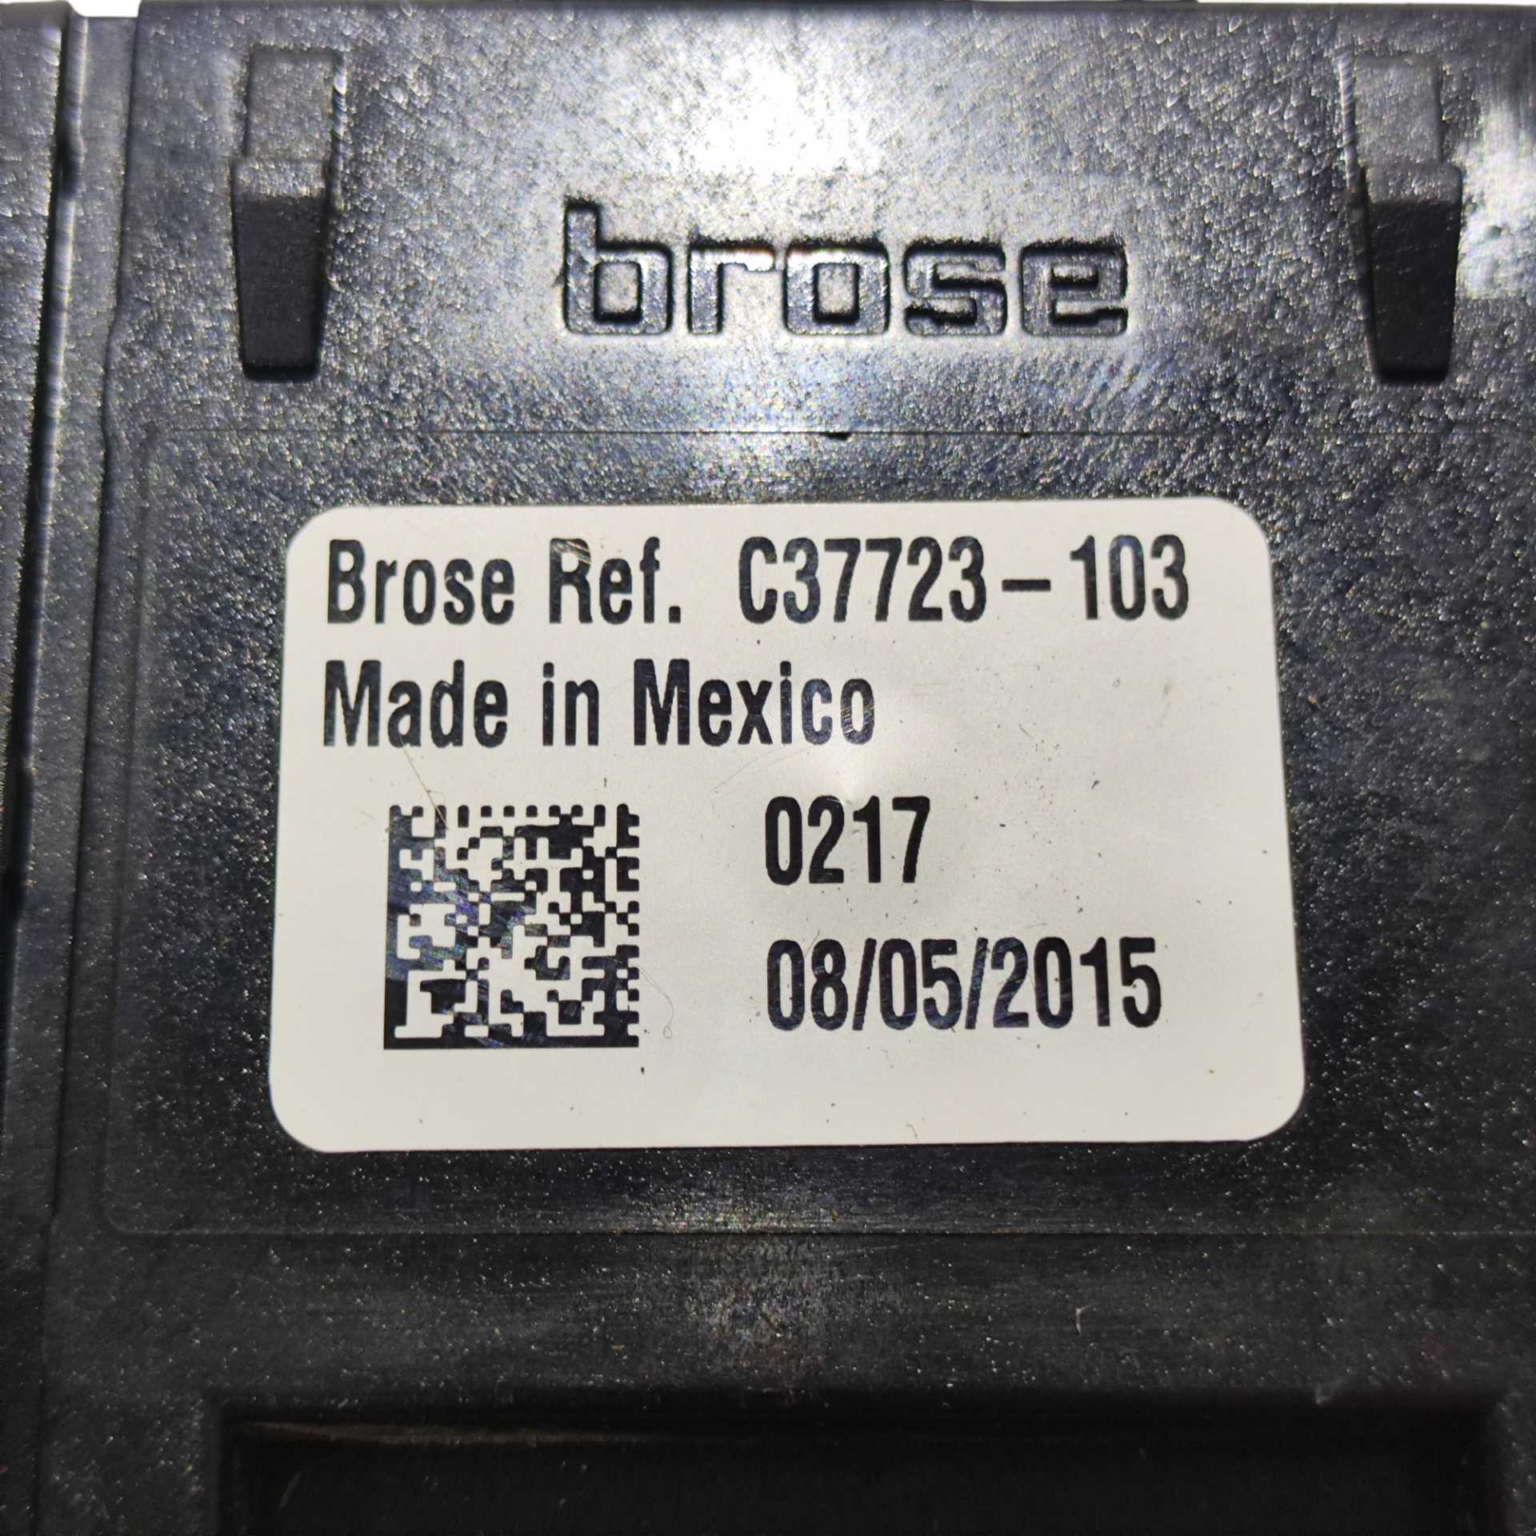 brose
Brose Ref. C37723-103
Made in Mexico
0217
08/05/2015